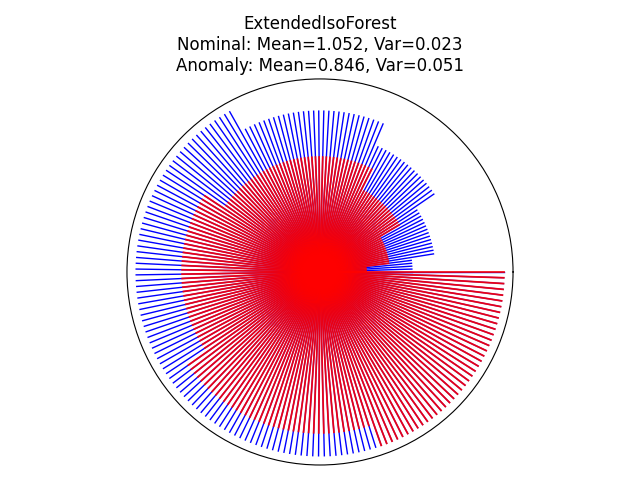 ExtendedIsoForest
Nominal: Mean=1.052, Var=0.023
Anomaly: Mean=0.846, Var=0.051